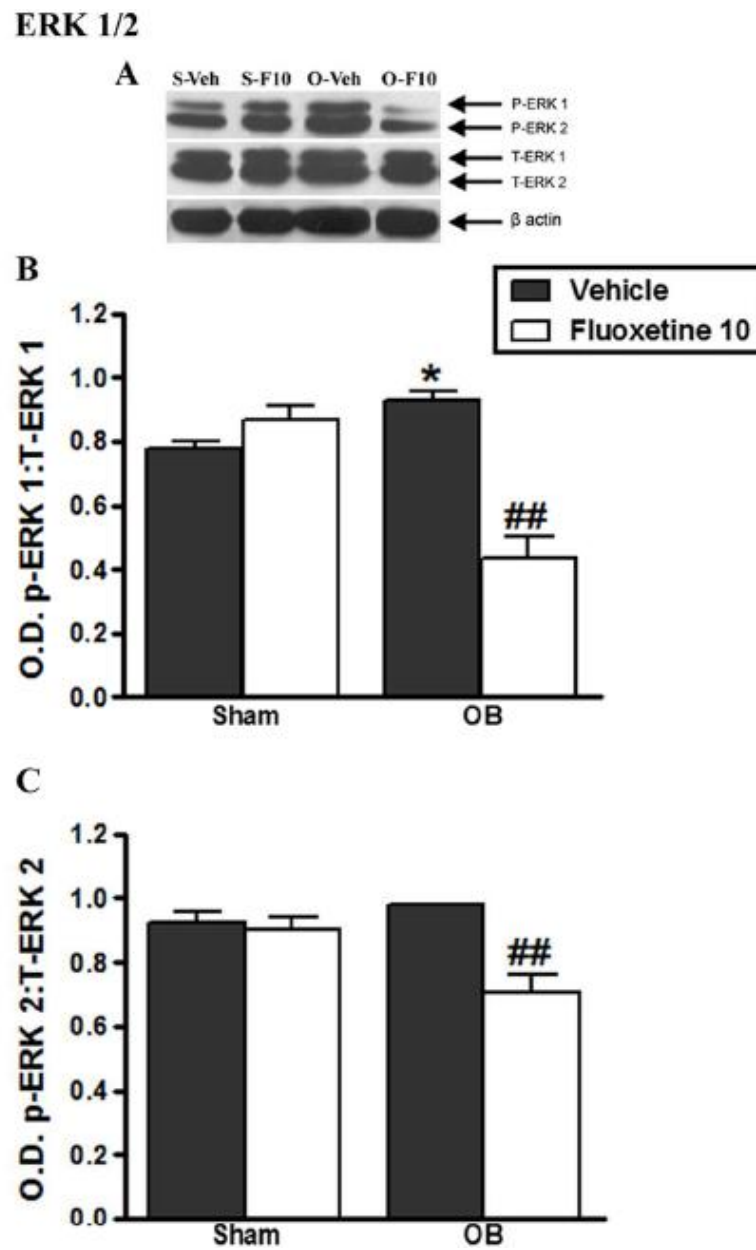 ERK 1/2
A
S-Veh S-F10 O-Veh O-F10
P-ERK 1
P-ERK 2
T-ERK 1
T-ERK 2
β actin
B
Vehicle
Fluoxetine 10
O.D. p-ERK 1:T-ERK 1
1.2
1.0
0.8
0.6
0.4
0.2
0.0
*
##
Sham OB
C
O.D. p-ERK 2:T-ERK 2
1.2
1.0
0.8
0.6
0.4
0.2
0.0
##
Sham OB